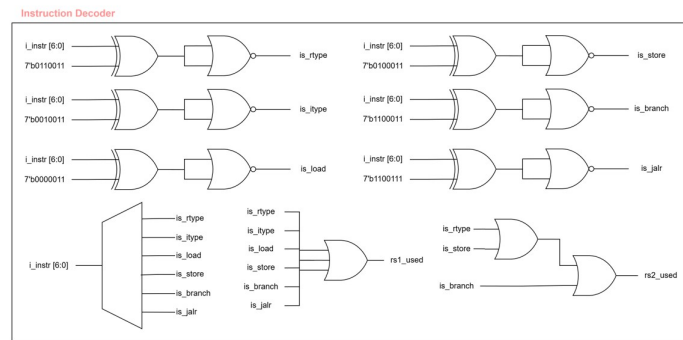 Instruction Decoder
i_instr [6:0]
7'b0110011
is_rtype
i_instr [6:0]
7'b0100011
is_store
i_instr [6:0]
7'b0010011
is_itype
i_instr [6:0]
7'b1100011
is_branch
i_instr [6:0]
7'b0000011
is_load
i_instr [6:0]
7'b1100111
is_jalr
i_instr [6:0]
is_rtype
is_itype
is_load
is_store
is_branch
is_jalr
is_rtype
is_itype
is_load
is_store
is_branch
is_jalr
rs1_used
is_rtype
is_store
is_branch
rs2_used